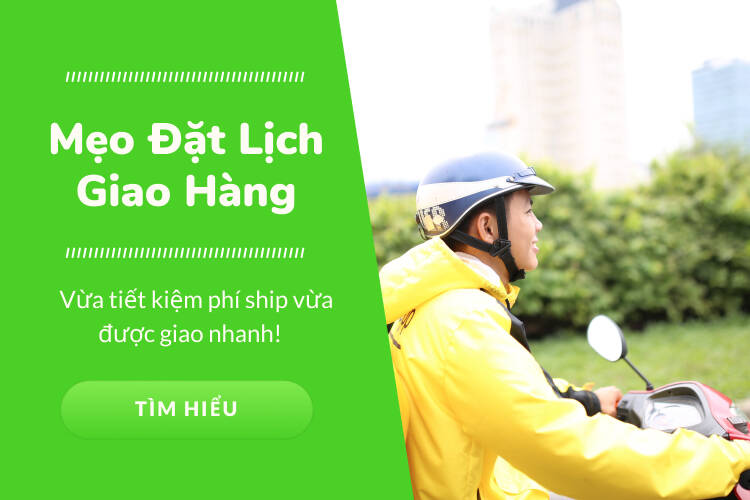 Mẹo Đặt Lịch
Giao Hàng
Vừa tiết kiệm phí ship vừa
được giao nhanh!
TÌM HIỂU